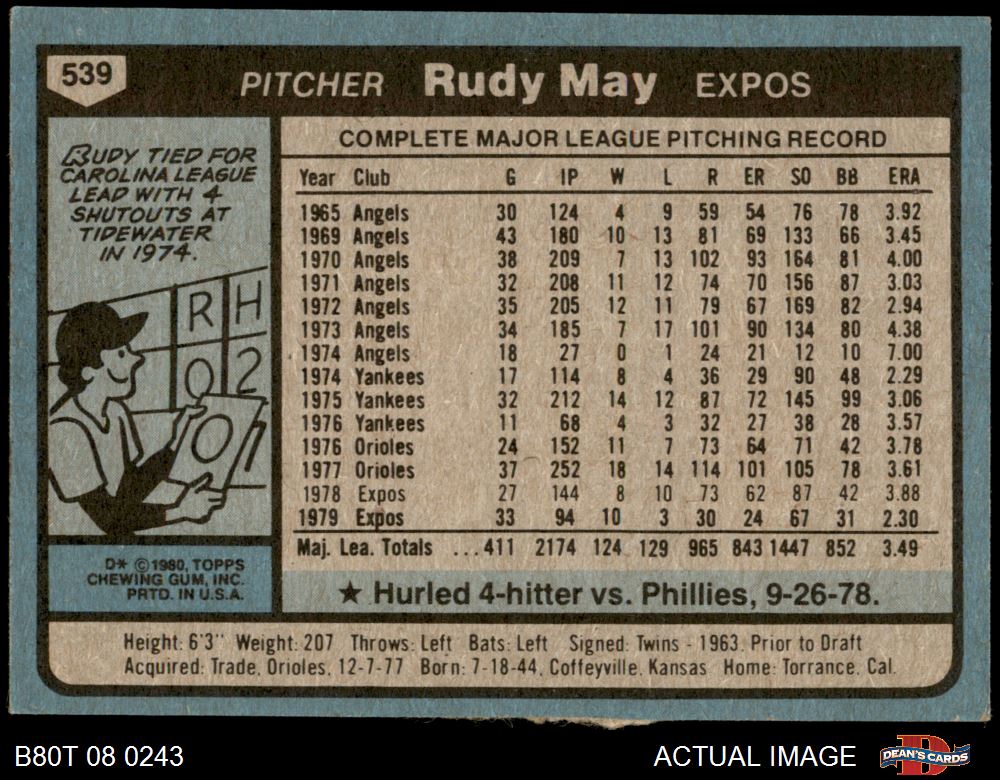 539
PITCHER Rudy May EXPOS
RUDY TIED FOR
CAROLINA LEAGUE
LEAD WITH 4
SHUTOUTS AT
TIDEWATER
IN 1974.
R H
0 2
0 1
D* ©1980, TOPPS
CHEWING GUM, INC.
PRTD. IN U.S.A.
COMPLETE MAJOR LEAGUE PITCHING RECORD
Year Club G IP W L R ER SO BB ERA
1965 Angels 30 124 4 9 59 54 76 78 3.92
1969 Angels 43 180 10 13 81 69 133 66 3.45
1970 Angels 38 209 7 13 102 93 164 81 4.00
1971 Angels 32 208 11 12 74 70 156 87 3.03
1972 Angels 35 205 12 11 79 67 169 82 2.94
1973 Angels 34 185 7 17 101 90 134 80 4.38
1974 Angels 18 27 0 1 24 21 12 10 7.00
1974 Yankees 17 114 8 4 36 29 90 48 2.29
1975 Yankees 32 212 14 12 87 72 145 99 3.06
1976 Yankees 11 68 4 3 32 27 38 28 3.57
1976 Orioles 24 152 11 7 73 64 71 42 3.78
1977 Orioles 37 252 18 14 114 101 105 78 3.61
1978 Expos 27 144 8 10 73 62 87 42 3.88
1979 Expos 33 94 10 3 30 24 67 31 2.30
Maj. Lea. Totals ...411 2174 124 129 965 843 1447 852 3.49
★ Hurled 4-hitter vs. Phillies, 9-26-78.
Height: 6'3" Weight: 207 Throws: Left Bats: Left Signed: Twins - 1963, Prior to Draft
Acquired: Trade, Orioles, 12-7-77 Born: 7-18-44, Coffeyville, Kansas Home: Torrance, Cal.
B80T 08 0243
ACTUAL IMAGE
DEAN'S CARDS